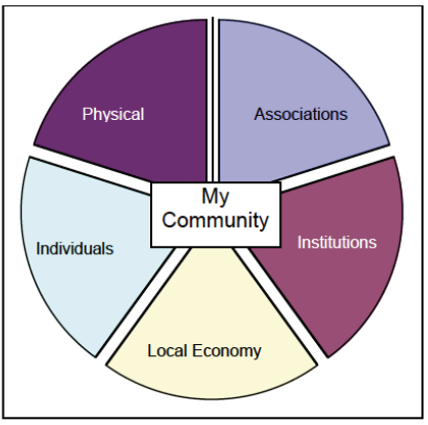 Physical
Associations
My
Community
Individuals
Institutions
Local Economy